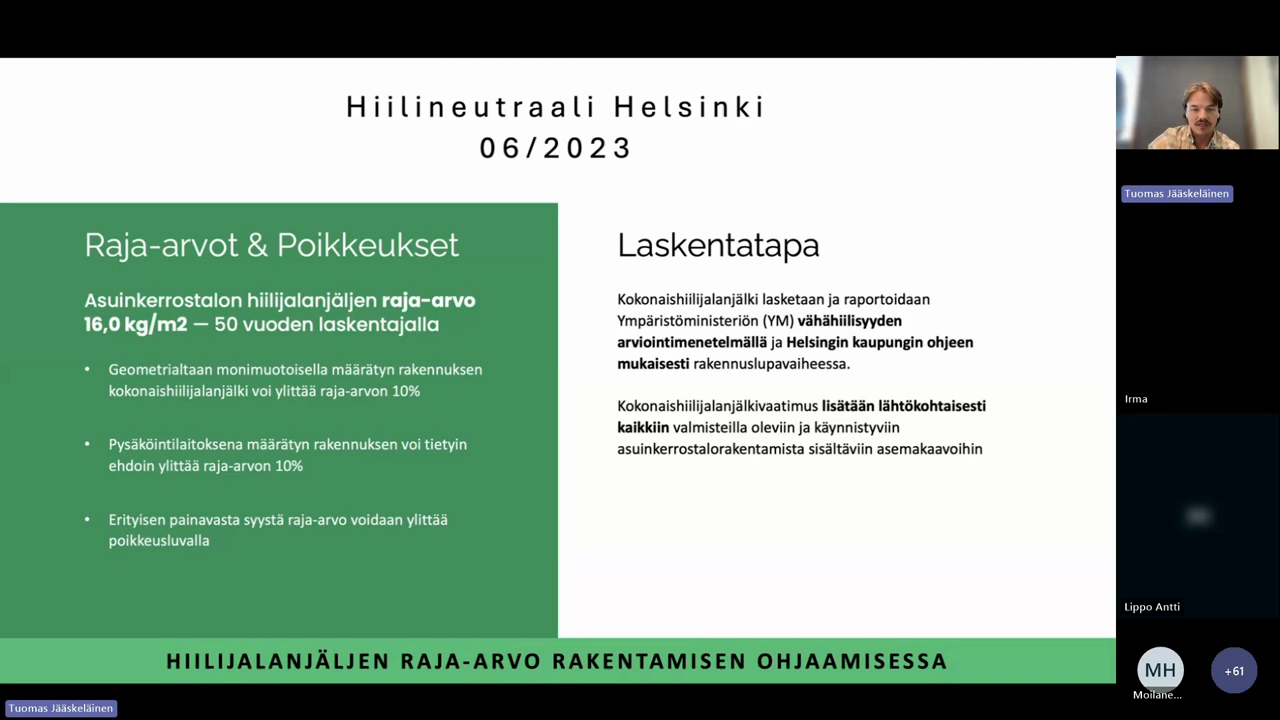 Hiilineutraali Helsinki
06/2023
Raja-arvot & Poikkeukset
Asuinkerrostalon hiilijalanjäljen raja-arvo
16,0 kg/m2 — 50 vuoden laskentajalla
• Geometrialtaan monimuotoisella määrätyn rakennuksen
kokonaishiilijalanjälki voi ylittää raja-arvon 10%
• Pysäköintilaitoksena määrätyn rakennuksen voi tietyin
ehdoin ylittää raja-arvon 10%
• Erityisen painavasta syystä raja-arvo voidaan ylittää
poikkeusluvalla
Laskentatapa
Kokonaishiilijalanjälki lasketaan ja raportoidaan
Ympäristöministeriön (YM) vähähiilisyyden
arviointimenetelmällä ja Helsingin kaupungin ohjeen
mukaisesti rakennuslupavaiheessa.
Kokonaishiilijalanjälkivaatimus lisätään lähtökohtaisesti
kaikkiin valmisteilla oleviin ja käynnistyviin
asuinkerrostalorakentamista sisältäviin asemakaavoihin
HIILIJALANJÄLJEN RAJA-ARVO RAKENTAMISEN OHJAAMISESSA
Tuomas Jääskeläinen
Tuomas Jääskeläinen
Irma
Lippo Antti
MH
Moilane...
+61